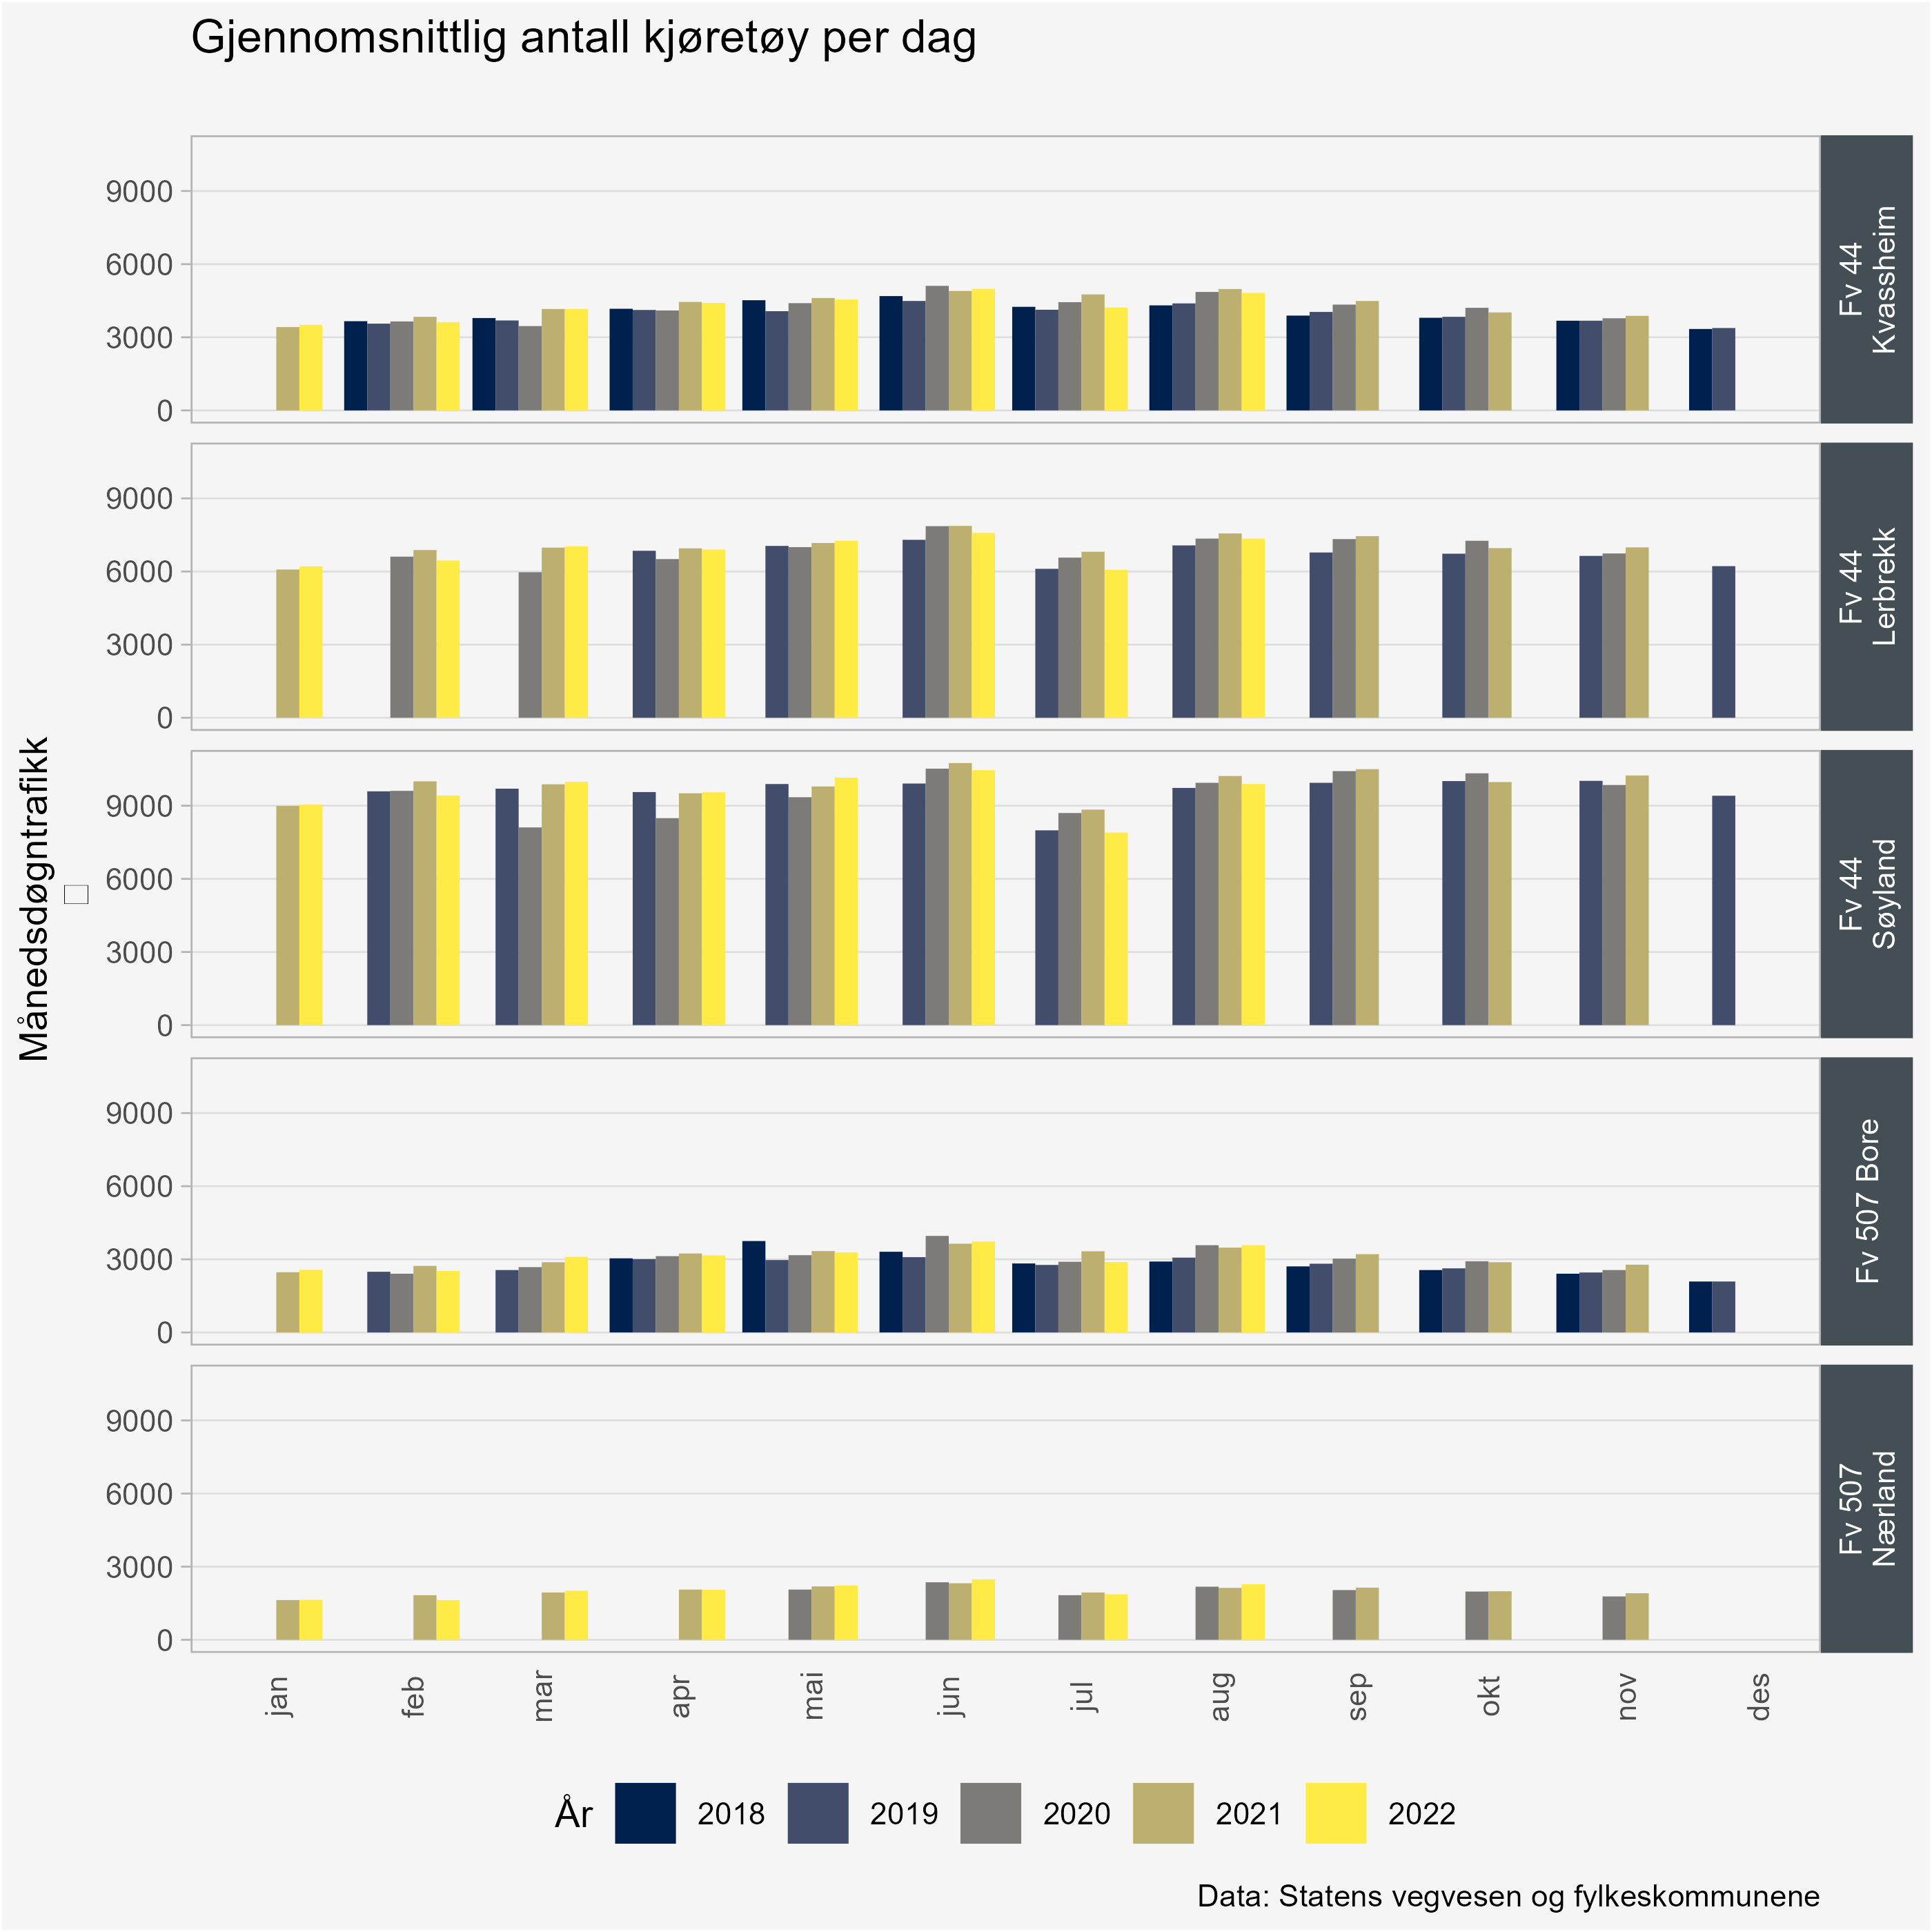 Gjennomsnittlig antall kjøretøy per dag
Månedsdøgntrafikk
9000
6000
3000
0
Fv 44
Kvassheim
9000
6000
3000
0
Fv 44
Lerbrekk
9000
6000
3000
0
Fv 44
Søyland
9000
6000
3000
0
Fv 507 Bore
9000
6000
3000
0
Fv 507
Nærland
jan feb mar apr mai jun jul aug sep okt nov des
År 2018 2019 2020 2021 2022
Data: Statens vegvesen og fylkeskommunene